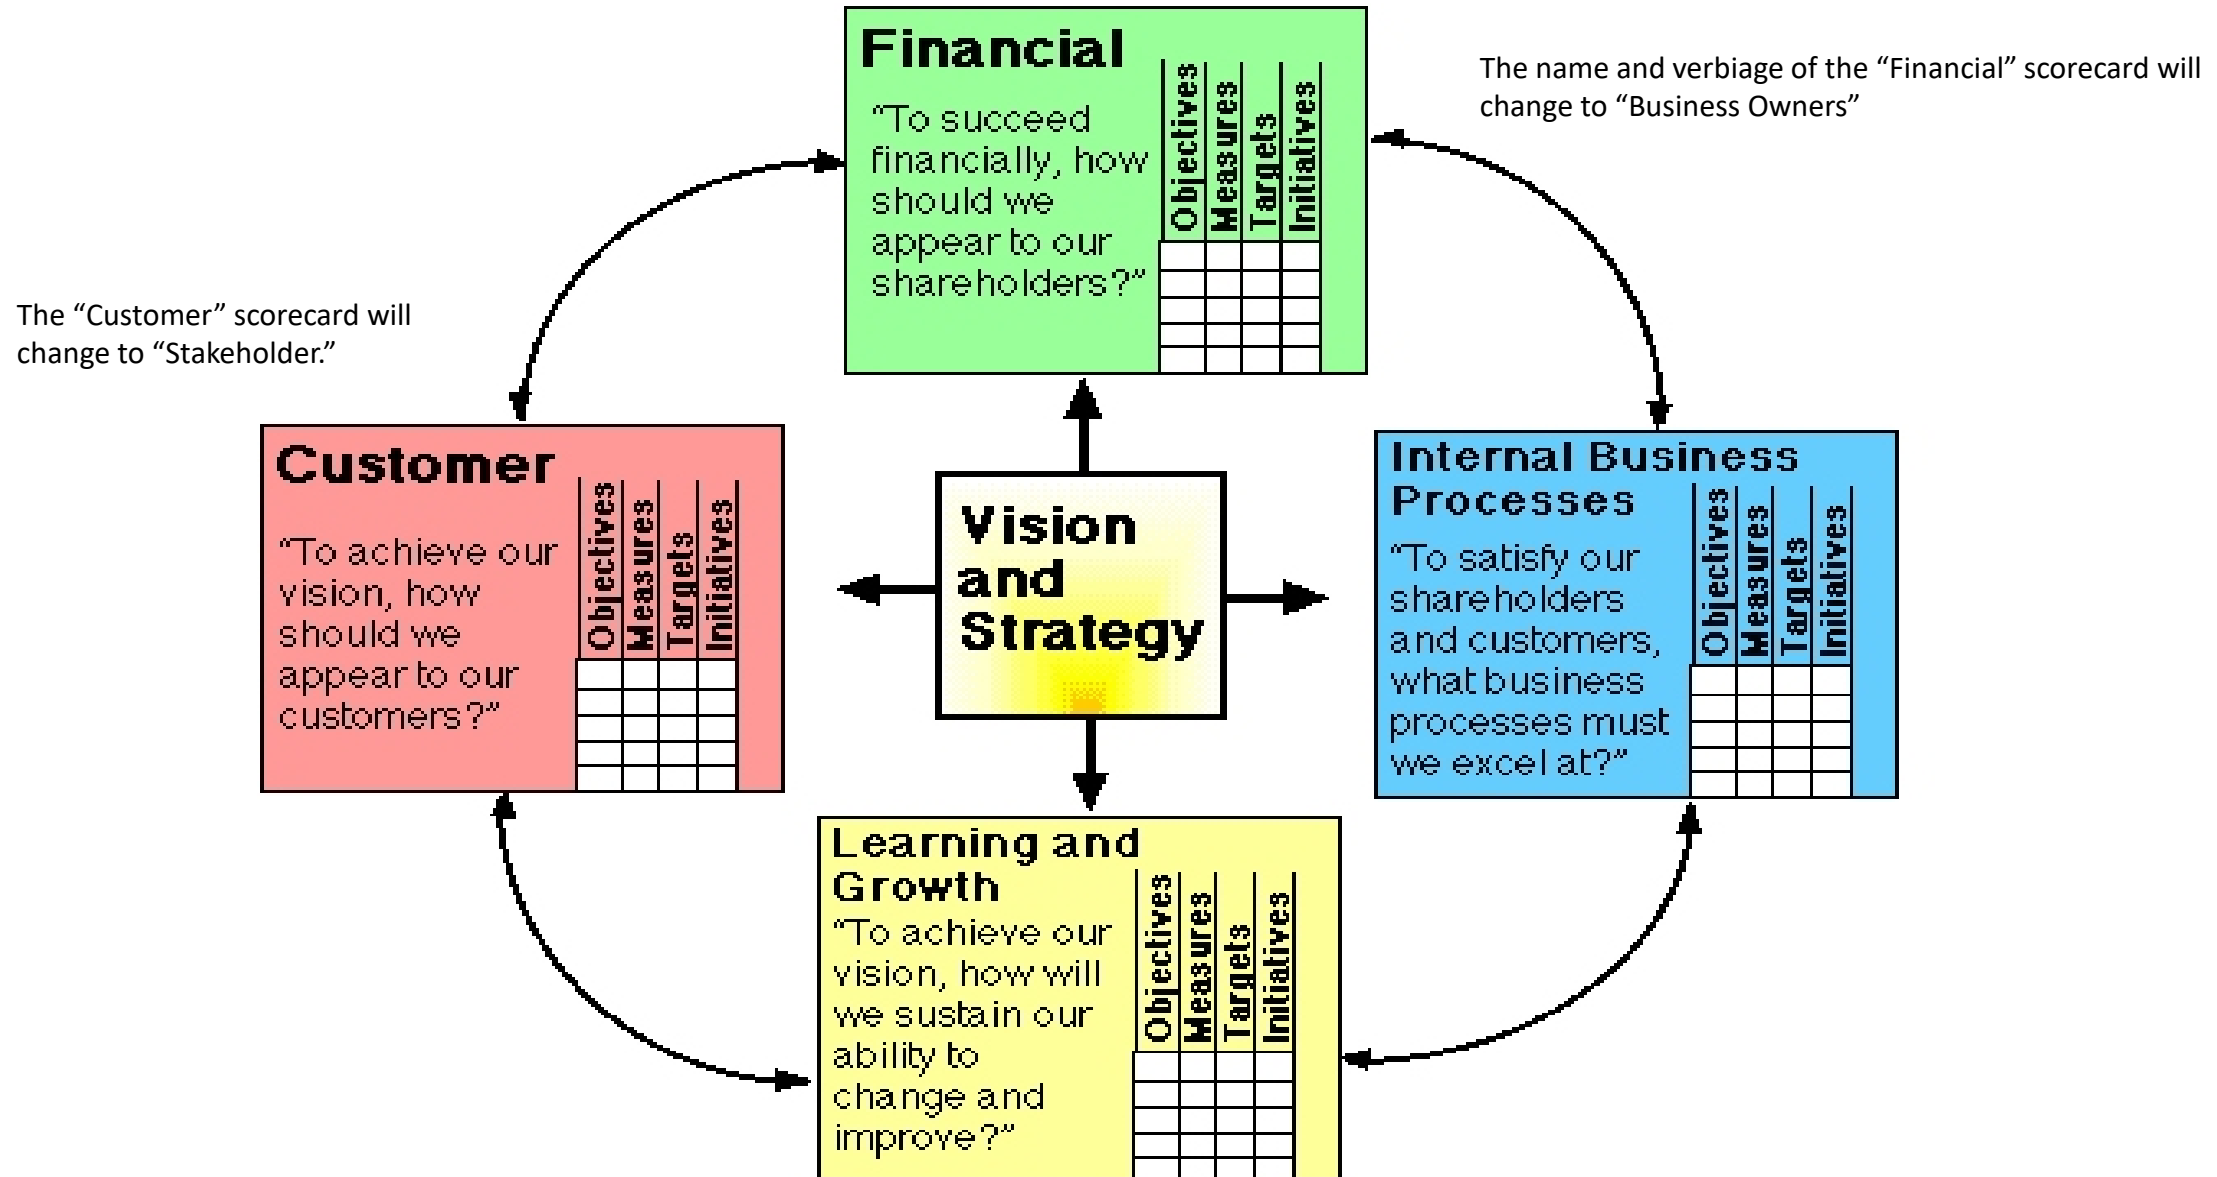 Financial
“To succeed
financially, how
should we
appear to our
shareholders?”
Objectives
Measures
Targets
Initiatives
The name and verbiage of the “Financial” scorecard will
change to “Business Owners”
The “Customer” scorecard will
change to “Stakeholder.”
Customer
“To achieve our
vision, how
should we
appear to our
customers?”
Objectives
Measures
Targets
Initiatives
Vision
and
Strategy
Internal Business
Processes
“To satisfy our
shareholders
and customers,
what business
processes must
we excel at?”
Objectives
Measures
Targets
Initiatives
Learning and
Growth
“To achieve our
vision, how will
we sustain our
ability to
change and
improve?”
Objectives
Measures
Targets
Initiatives